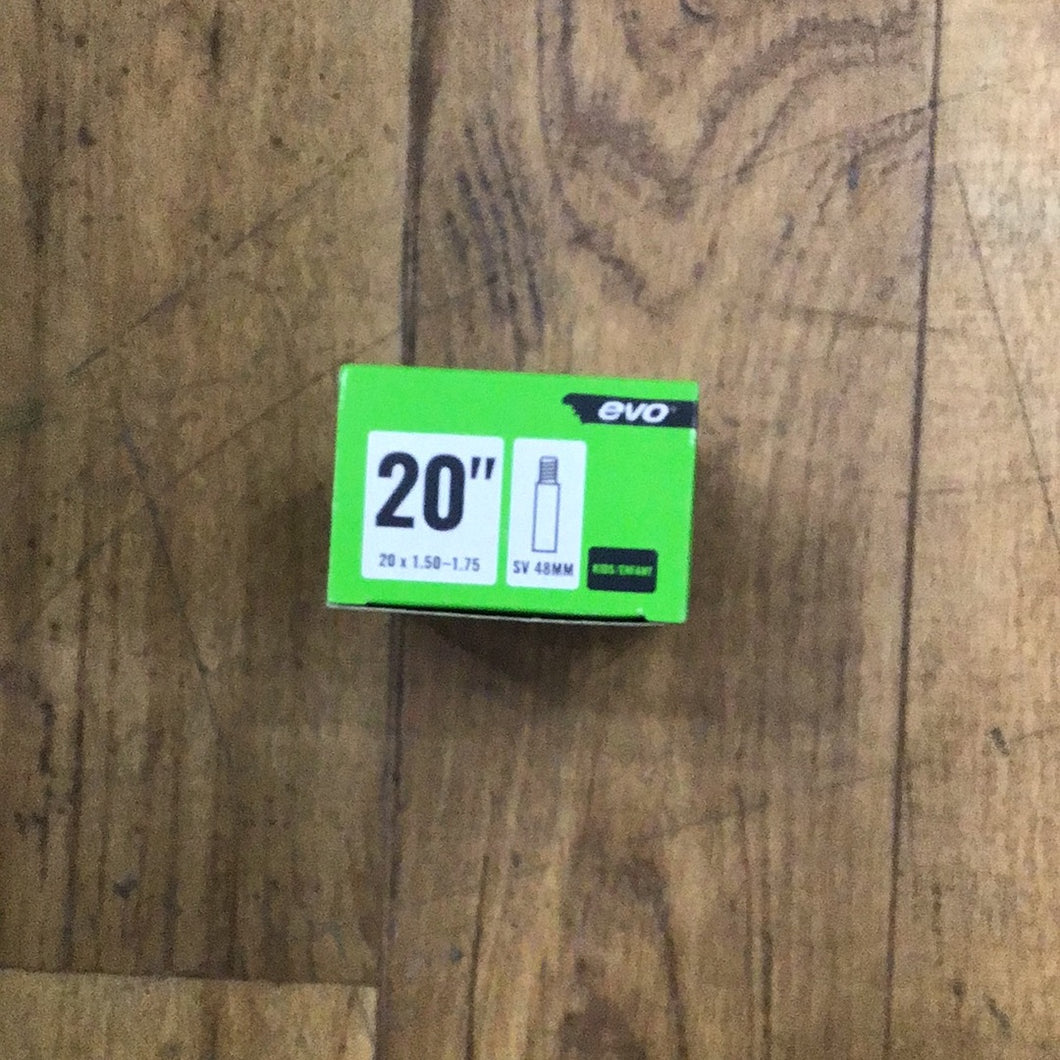 evo
20"
20 x 1.50-1.75
SV 48MM
KIDS/ENFANT